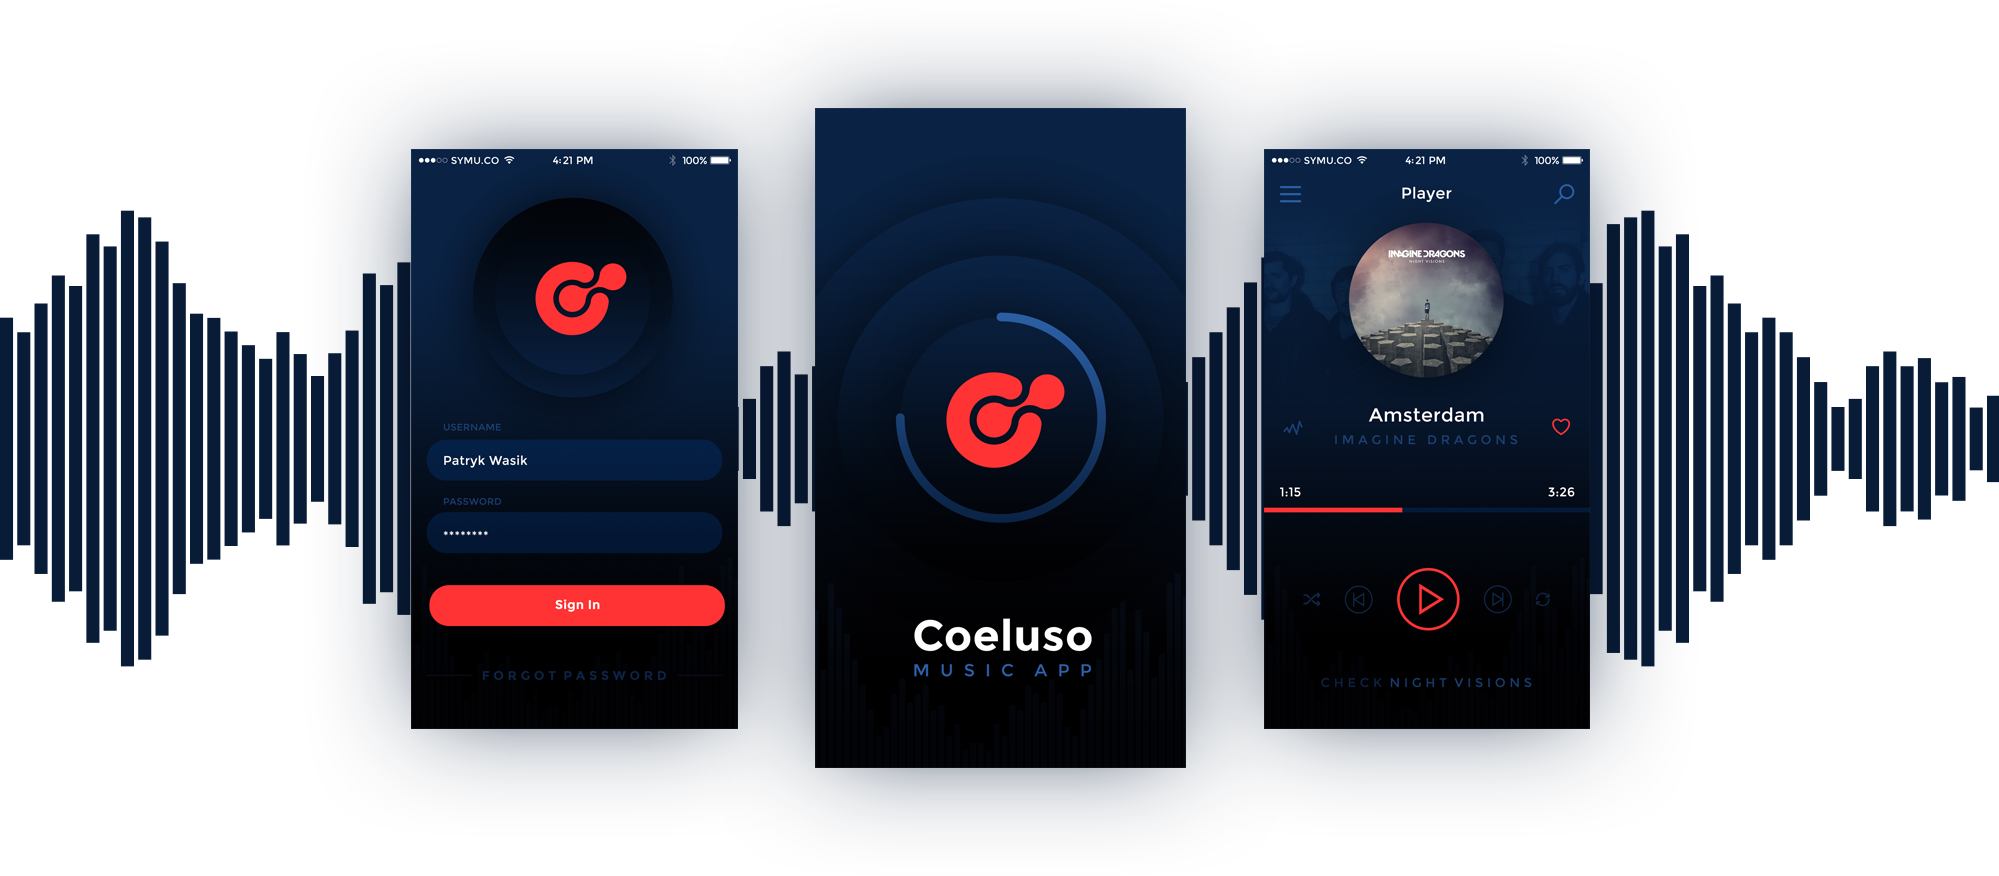 SYMU.CO 4:21 PM 100%
USERNAME
Patryk Wasik
PASSWORD
********
Sign In
FORGOT PASSWORD
Coeluso
MUSIC APP
SYMU.CO 4:21 PM 100%
Player
IMAGINE DRAGONS
NIGHT VISIONS
Amsterdam
IMAGINE DRAGONS
1:15 3:26
CHECK NIGHT VISIONS